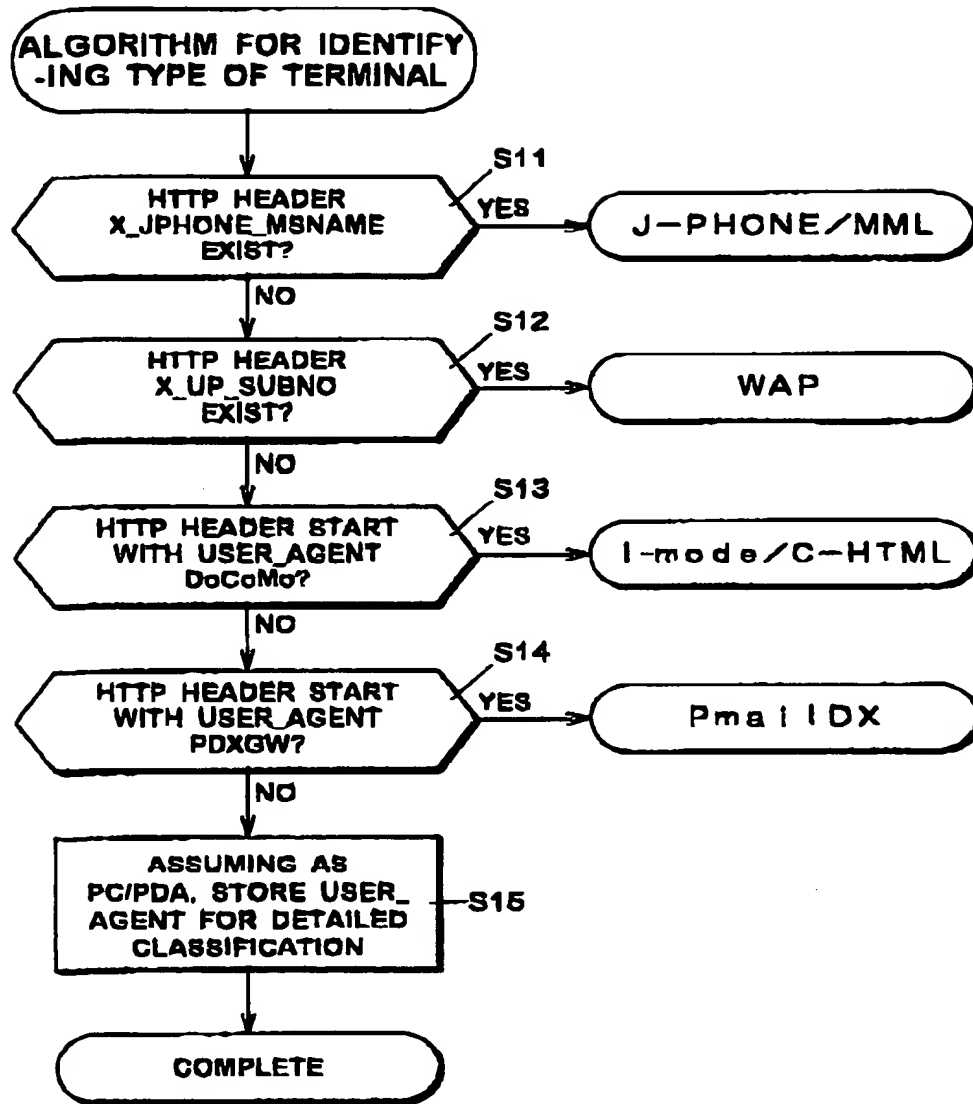 ALGORITHM FOR IDENTIFY
-ING TYPE OF TERMINAL
S11
HTTP HEADER
X_JPHONE_MSNAME
EXIST?
YES
J-PHONE/MML
NO
S12
HTTP HEADER
X_UP_SUBNO
EXIST?
YES
WAP
NO
S13
HTTP HEADER START
WITH USER_AGENT
DoCoMo?
YES
I-mode/C-HTML
NO
S14
HTTP HEADER START
WITH USER_AGENT
PDXGW?
YES
PmailDX
NO
ASSUMING AS
PC/PDA, STORE USER_
AGENT FOR DETAILED
CLASSIFICATION
S15
COMPLETE